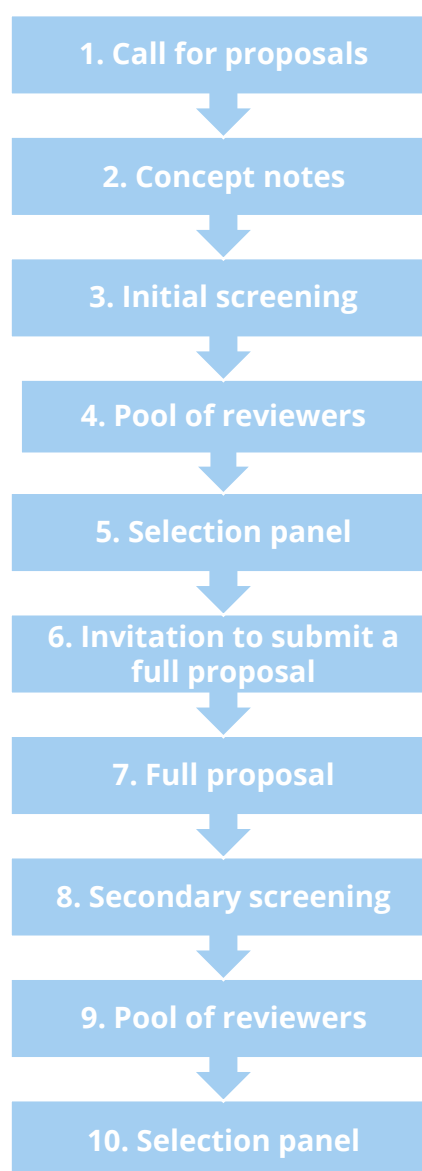 1. Call for proposals
2. Concept notes
3. Initial screening
4. Pool of reviewers
5. Selection panel
6. Invitation to submit a
full proposal
7. Full proposal
8. Secondary screening
9. Pool of reviewers
10. Selection panel